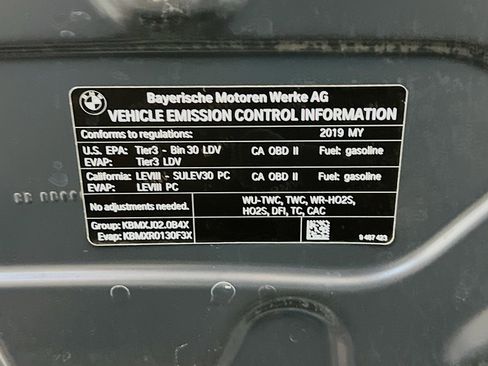 BMW
Bayerische Motoren Werke AG
VEHICLE EMISSION CONTROL INFORMATION
Conforms to regulations: 2019 MY
U.S. EPA: Tier3 - Bin 30 LDV CA OBD II Fuel: gasoline
EVAP: Tier3 LDV
California: LEVIII - SULEV30 PC CA OBD II Fuel: gasoline
EVAP: LEVIII PC
No adjustments needed. WU-TWC, TWC, WR-HO2S,
HO2S, DFI, TC, CAC
Group: KBMXJ02.0B4X
Evap: KBMXR0130F3X
9 487 423